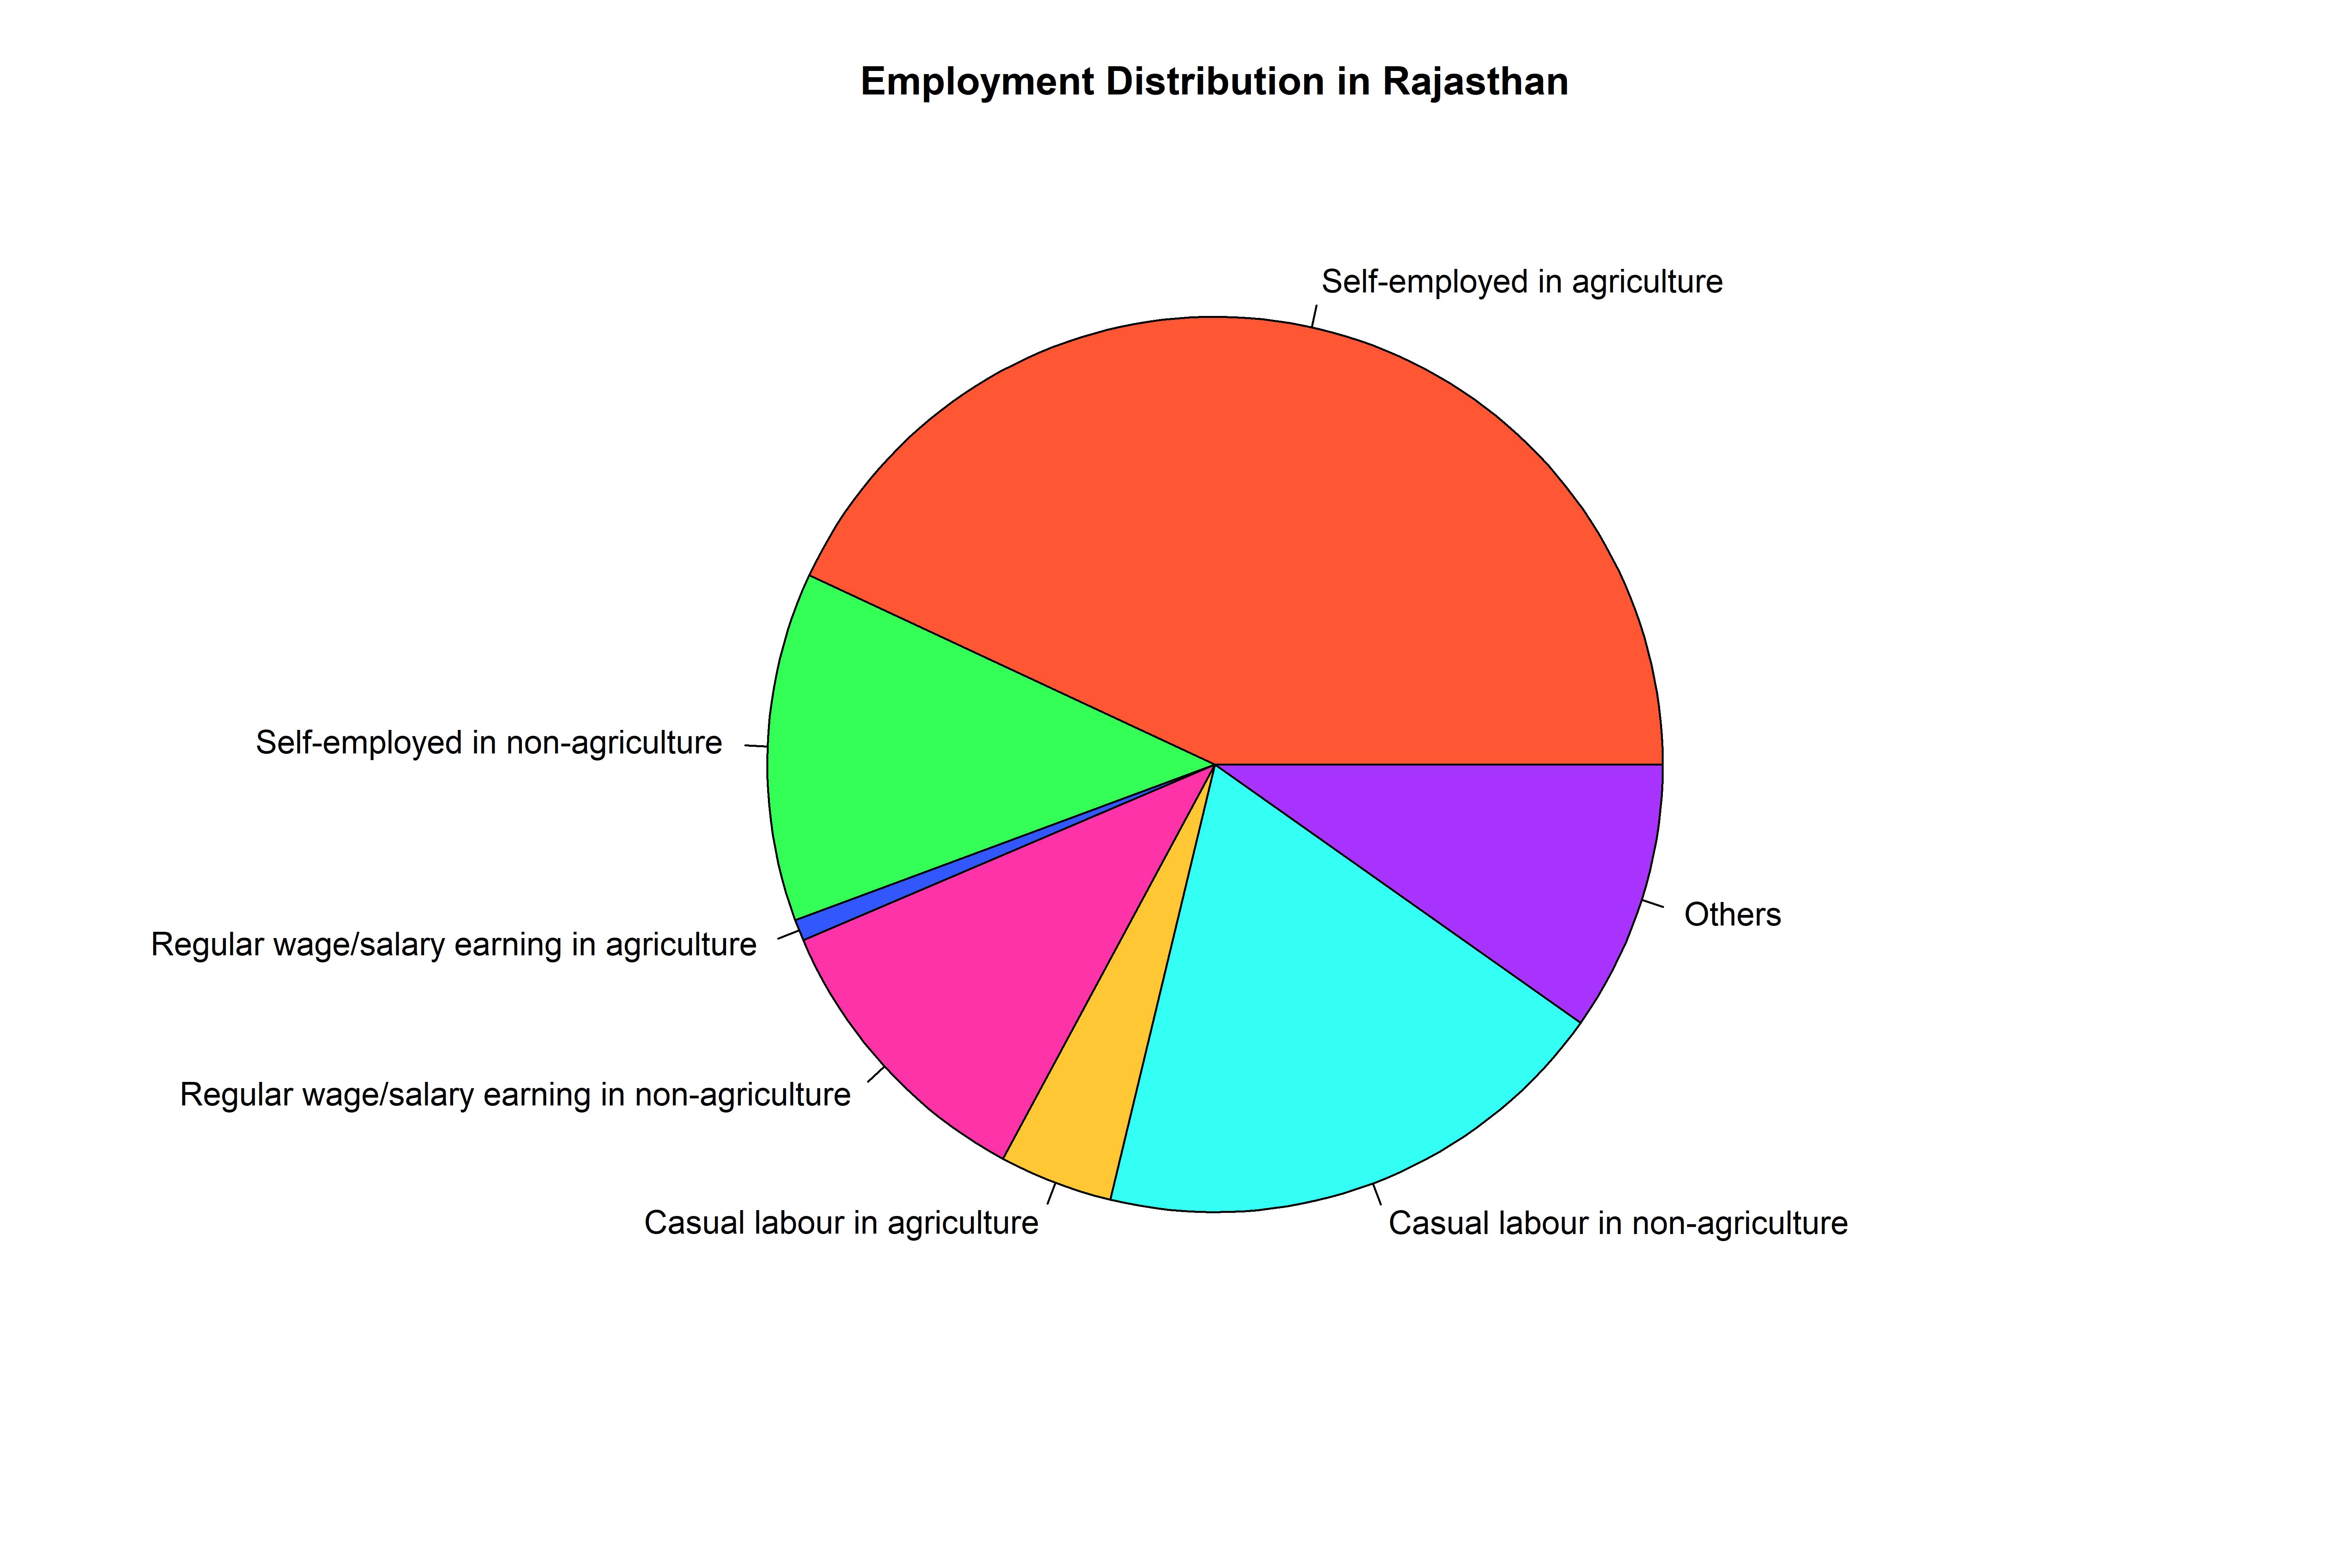 Employment Distribution in Rajasthan
Self-employed in agriculture
Self-employed in non-agriculture
Regular wage/salary earning in agriculture
Regular wage/salary earning in non-agriculture
Casual labour in agriculture
Casual labour in non-agriculture
Others